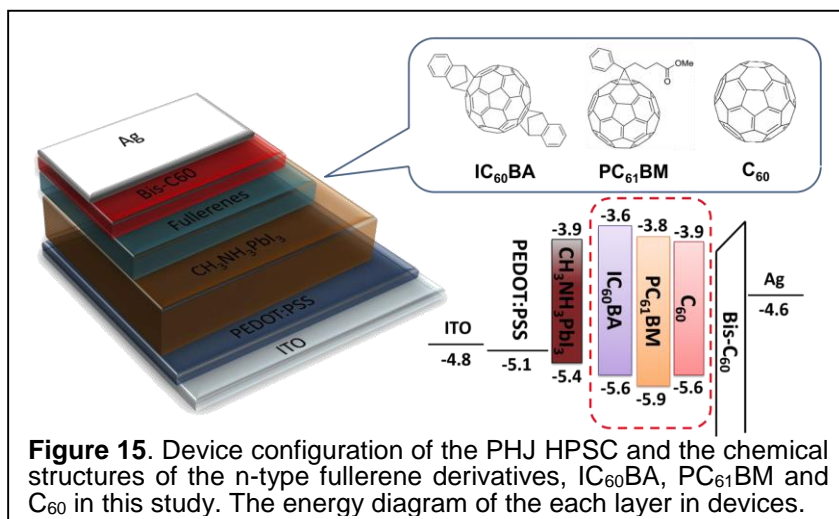 OMe
O
IC₆₀BA
PC₆₁BM
C₆₀
Ag
Bis-C60
Fullerenes
CH₃NH₃PbI₃
PEDOT:PSS
ITO
ITO
-4.8
PEDOT:PSS
-5.1
-3.9
CH₃NH₃PbI₃
-5.4
-3.6
IC₆₀BA
-5.6
-3.8
PC₆₁BM
-5.9
-3.9
C₆₀
-5.6
Bis-C₆₀
Ag
-4.6
Figure 15. Device configuration of the PHJ HPSC and the chemical
structures of the n-type fullerene derivatives, IC₆₀BA, PC₆₁BM and
C₆₀ in this study. The energy diagram of the each layer in devices.